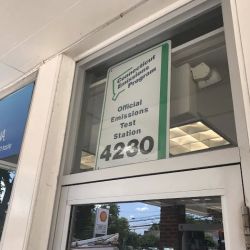 Connecticut
Emissions
Program
Official
Emissions
Test
Station
4230